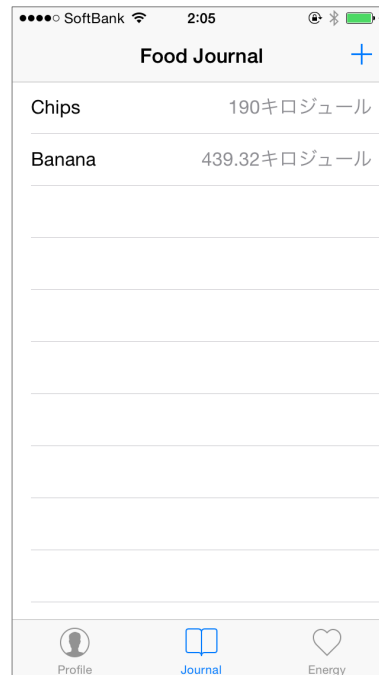 SoftBank 2:05
Food Journal +
Chips 190キロジュール
Banana 439.32キロジュール
Profile Journal Energy